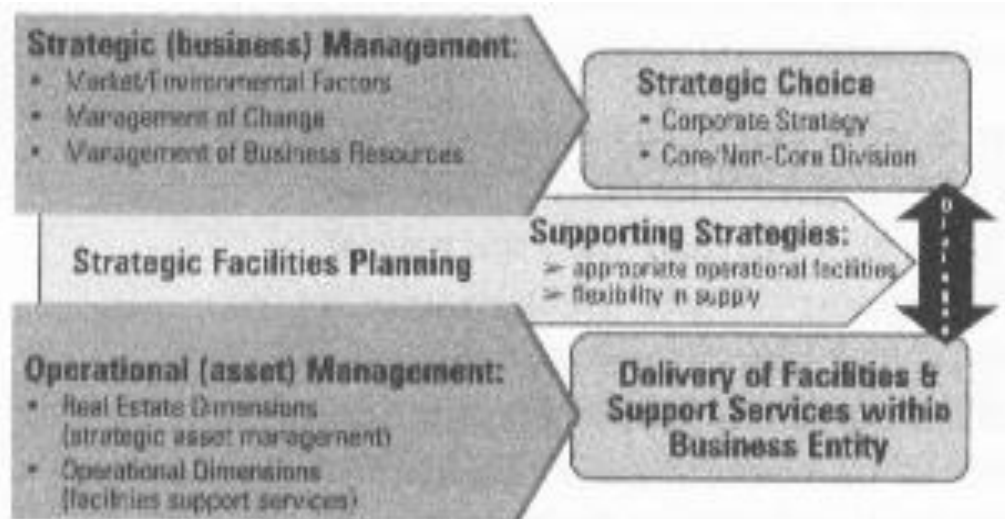 Strategic (business) Management:
• Market/Environmental Factors
• Management of Change
• Management of Business Resources
Strategic Choice
• Corporate Strategy
• Core/Non-Core Division
Strategic Facilities Planning
Supporting Strategies:
➢ appropriate operational facilities
➢ flexibility in supply
Operational (asset) Management:
• Real Estate Dimensions
(strategic asset management)
• Operational Dimensions
(facilities support services)
Delivery of Facilities &
Support Services within
Business Entity